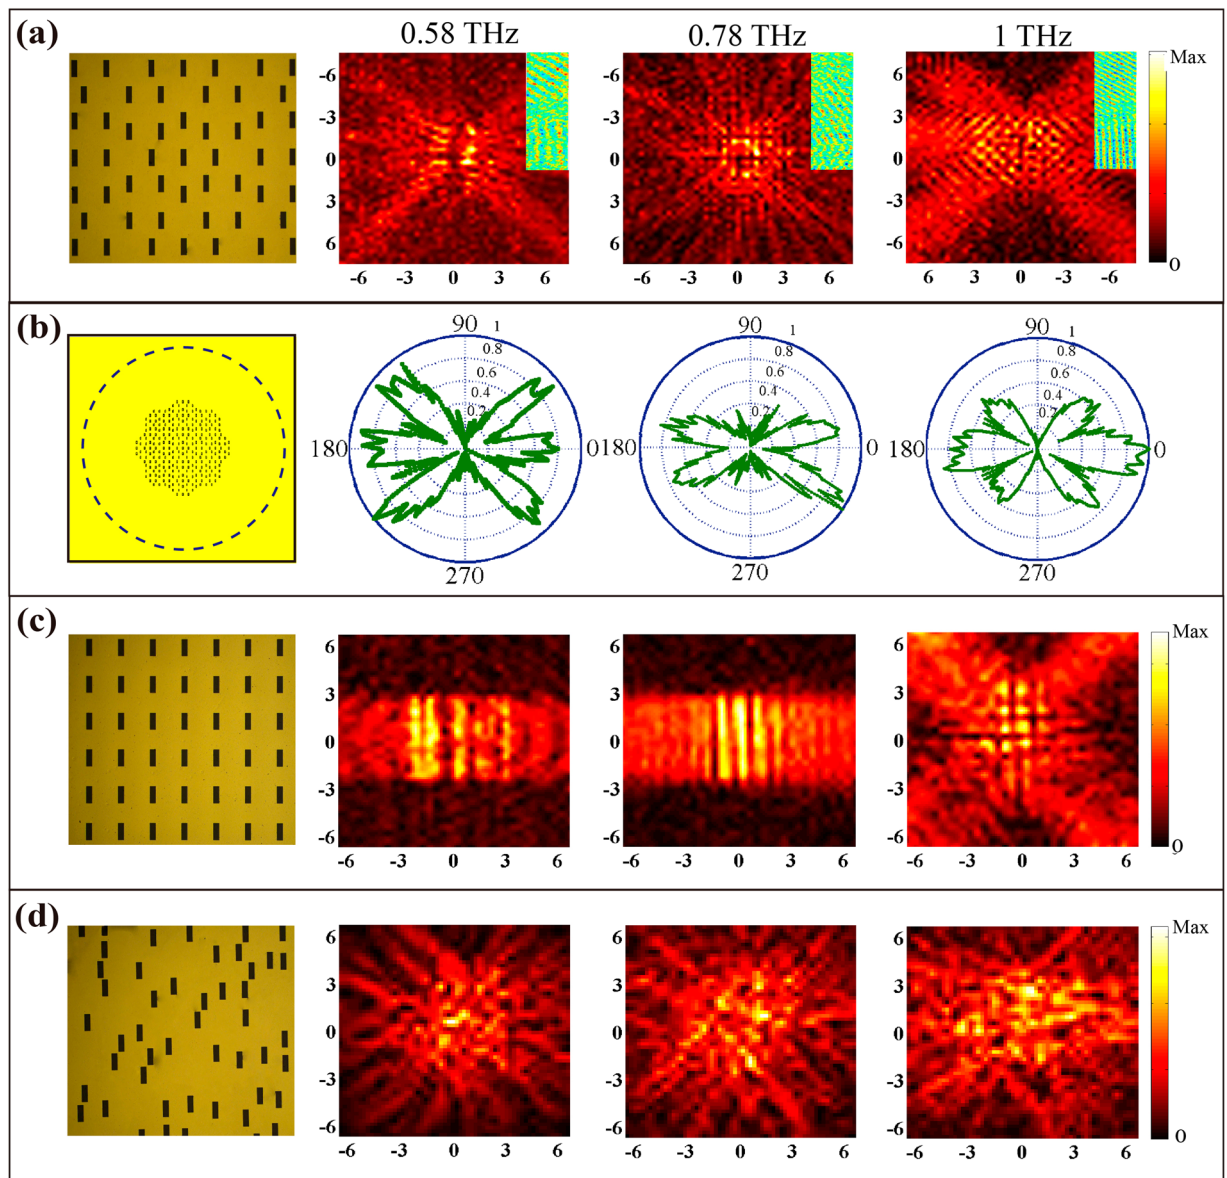 (a)
0.58 THz 0.78 THz 1 THz
-6 -6 -6 Max
-3 -3 -3
0 0 0
3 3 3
6 6 6 0
-6 -3 0 3 6 -6 -3 0 3 6 6 3 0 -3 -6
(b)
90 1 90 1 90 1
0.8 0.8 0.8
0.6 0.6 0.6
0.4 0.4 0.4
0.2 0.2 0.2
180 0 180 0 180 0
270 270 270
(c)
6 6 6 Max
3 3 3
0 0 0
-3 -3 -3
-6 -6 -6 0
-6 -3 0 3 6 -6 -3 0 3 6 -6 -3 0 3 6
(d)
6 6 6 Max
3 3 3
0 0 0
-3 -3 -3
-6 -6 -6 0
-6 -3 0 3 6 -6 -3 0 3 6 -6 -3 0 3 6